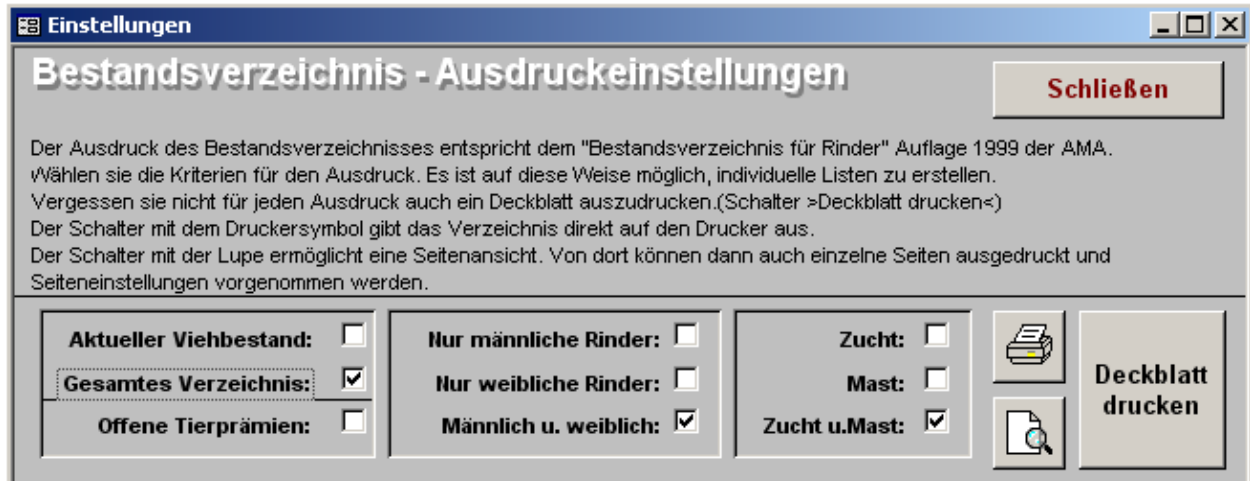 Einstellungen
Bestandsverzeichnis - Ausdruckeinstellungen
Schließen
Der Ausdruck des Bestandsverzeichnisses entspricht dem "Bestandsverzeichnis für Rinder" Auflage 1999 der AMA.
Wählen sie die Kriterien für den Ausdruck. Es ist auf diese Weise möglich, individuelle Listen zu erstellen.
Vergessen sie nicht für jeden Ausdruck auch ein Deckblatt auszudrucken.(Schalter >Deckblatt drucken<)
Der Schalter mit dem Druckersymbol gibt das Verzeichnis direkt auf den Drucker aus.
Der Schalter mit der Lupe ermöglicht eine Seitenansicht. Von dort können dann auch einzelne Seiten ausgedruckt und
Seiteneinstellungen vorgenommen werden.
Aktueller Viehbestand:
Gesamtes Verzeichnis:
Offene Tierprämien:
Nur männliche Rinder:
Nur weibliche Rinder:
Männlich u. weiblich:
Zucht:
Mast:
Zucht u.Mast:
Deckblatt
drucken